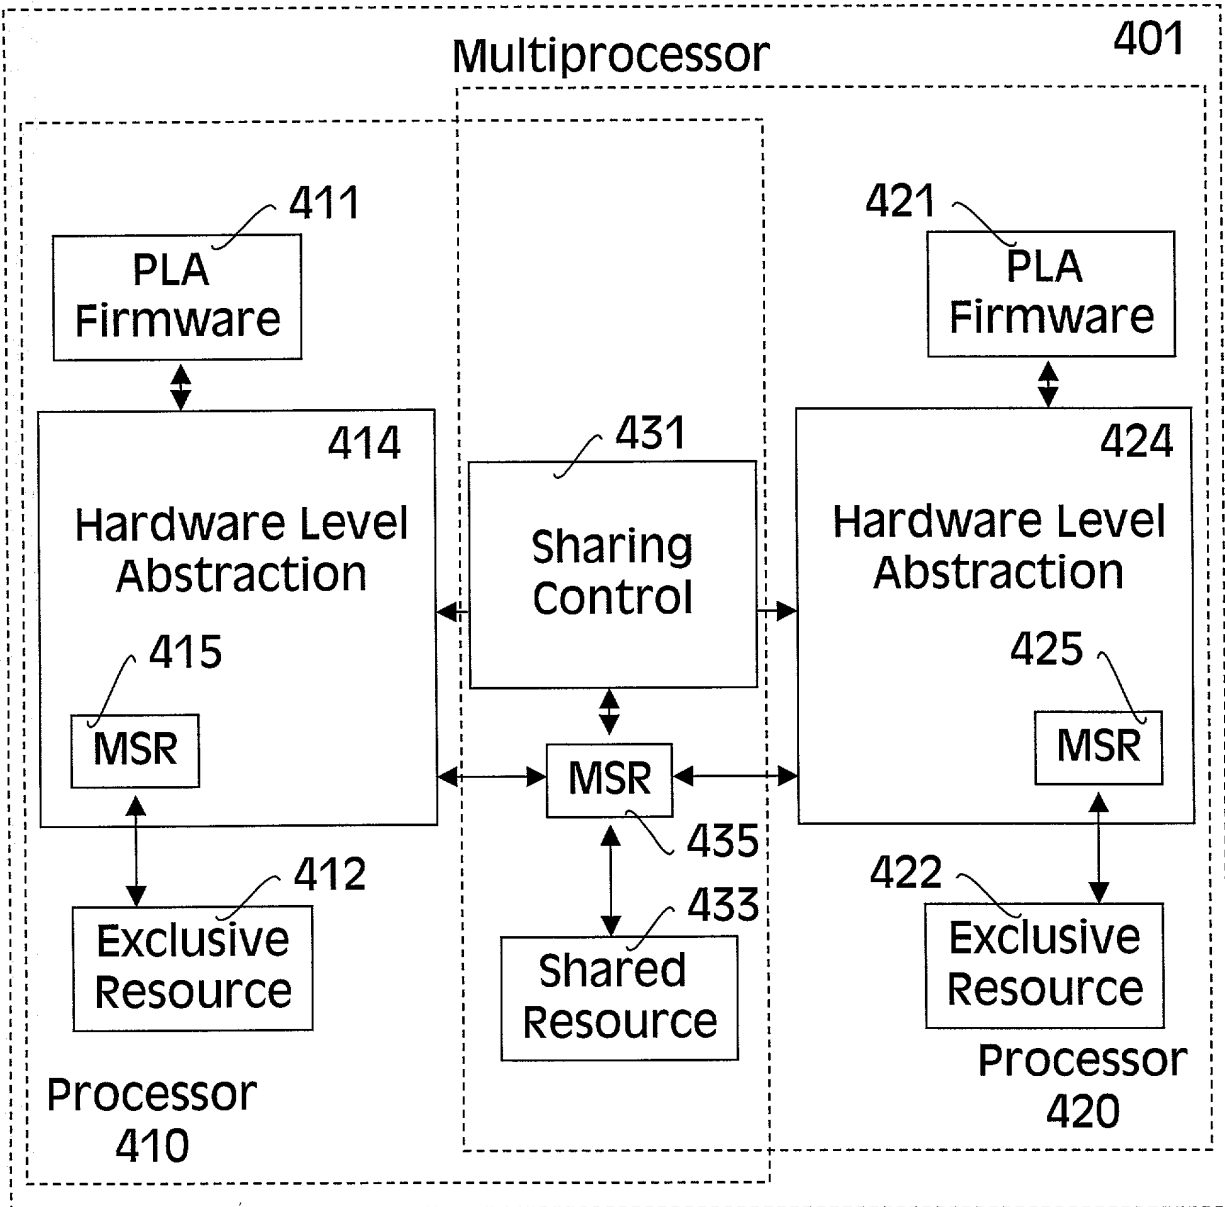 Multiprocessor
401
411
PLA
Firmware
421
PLA
Firmware
414
Hardware Level
Abstraction
415
MSR
431
Sharing
Control
424
Hardware Level
Abstraction
425
MSR
MSR
435
412
Exclusive
Resource
433
Shared
Resource
422
Exclusive
Resource
Processor
410
Processor
420